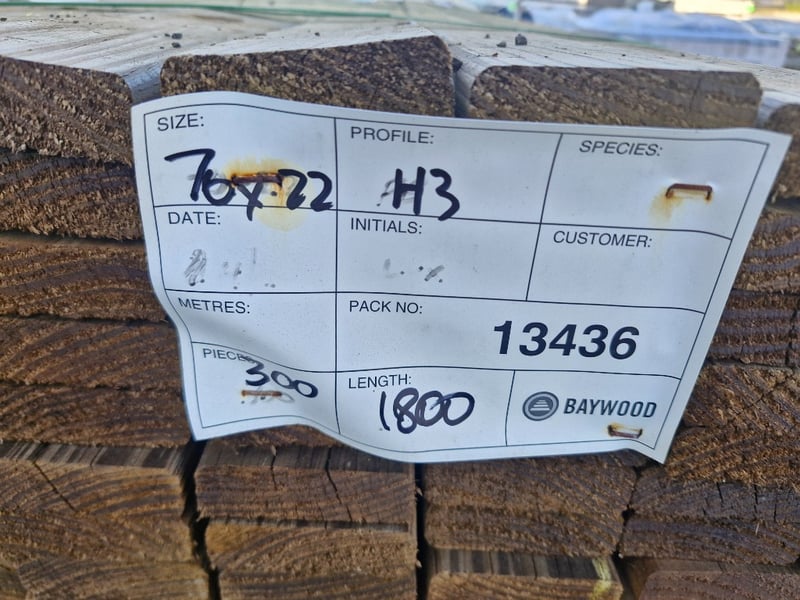 SIZE:
70x22
PROFILE:
H3
SPECIES:
DATE:
INITIALS:
CUSTOMER:
METRES:
PACK NO:
13436
PIECES
300
LENGTH:
1800
BAYWOOD